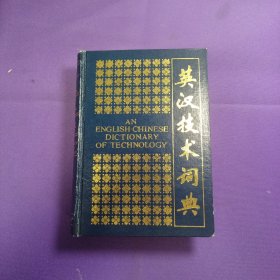 AN
ENGLISH CHINESE
DICTIONARY
OF TECHNOLOGY
英汉技术词典